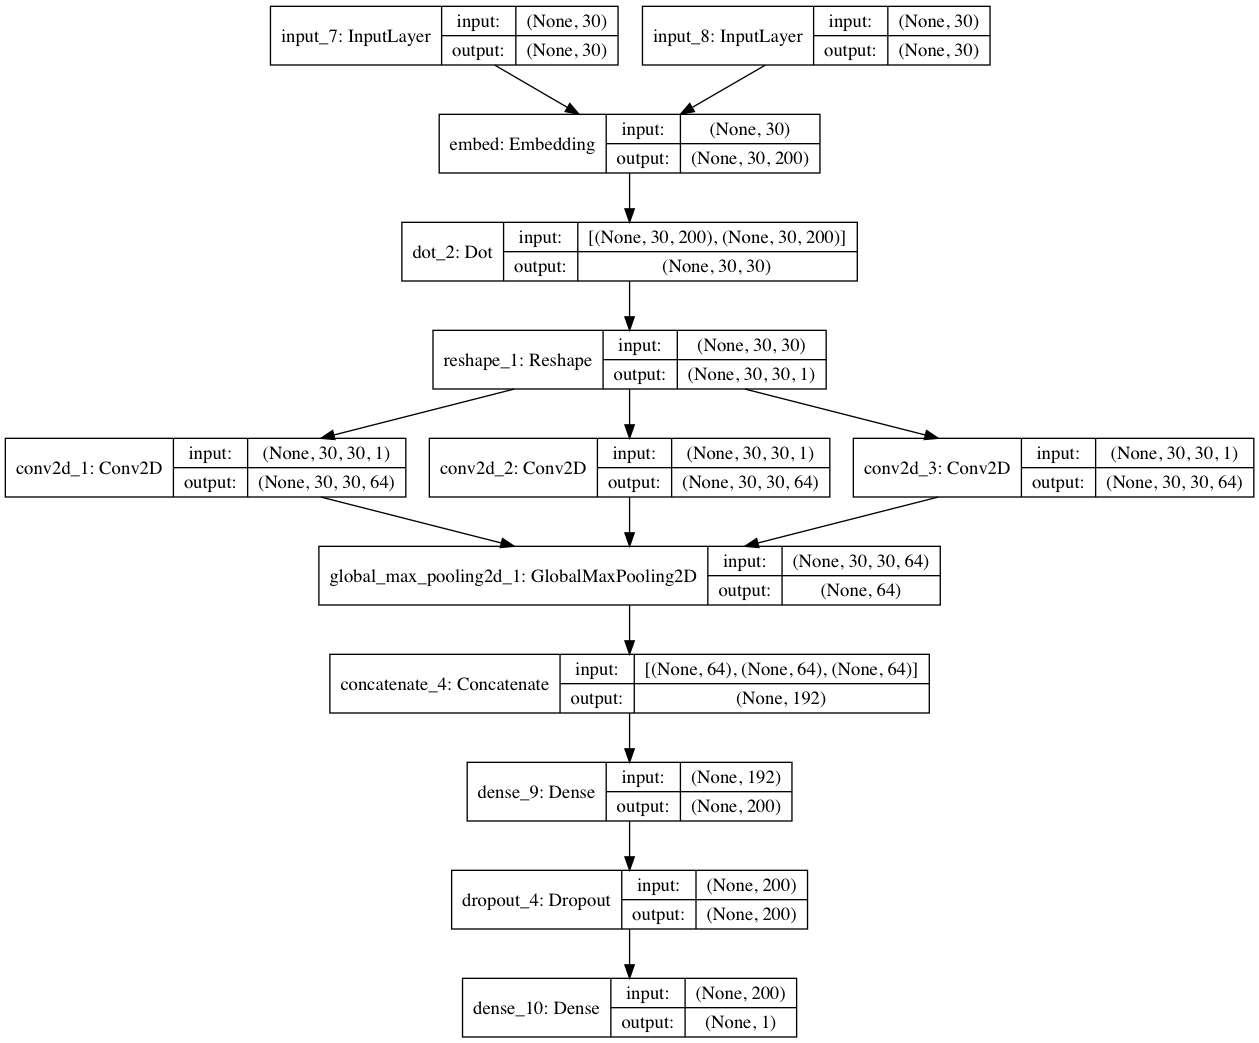 input_7: InputLayer
input:
(None, 30)
output:
(None, 30)
input_8: InputLayer
input:
(None, 30)
output:
(None, 30)
embed: Embedding
input:
(None, 30)
output:
(None, 30, 200)
dot_2: Dot
input:
[(None, 30, 200), (None, 30, 200)]
output:
(None, 30, 30)
reshape_1: Reshape
input:
(None, 30, 30)
output:
(None, 30, 30, 1)
conv2d_1: Conv2D
input:
(None, 30, 30, 1)
output:
(None, 30, 30, 64)
conv2d_2: Conv2D
input:
(None, 30, 30, 1)
output:
(None, 30, 30, 64)
conv2d_3: Conv2D
input:
(None, 30, 30, 1)
output:
(None, 30, 30, 64)
global_max_pooling2d_1: GlobalMaxPooling2D
input:
(None, 30, 30, 64)
output:
(None, 64)
concatenate_4: Concatenate
input:
[(None, 64), (None, 64), (None, 64)]
output:
(None, 192)
dense_9: Dense
input:
(None, 192)
output:
(None, 200)
dropout_4: Dropout
input:
(None, 200)
output:
(None, 200)
dense_10: Dense
input:
(None, 200)
output:
(None, 1)